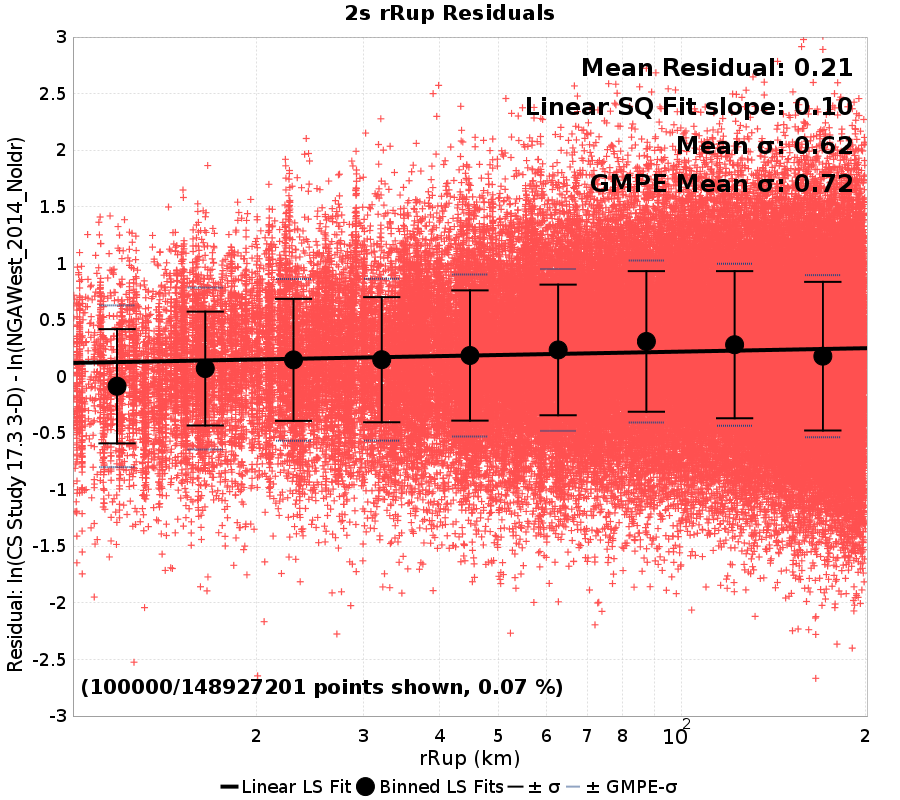 2s rRup Residuals
Mean Residual: 0.21
Linear SQ Fit slope: 0.10
Mean σ: 0.62
GMPE Mean σ: 0.72
Residual: ln(CS Study 17.3 3-D) - ln(NGAWest_2014_NoIdr)
3
2.5
2
1.5
1
0.5
0
-0.5
-1
-1.5
-2
-2.5
-3
(100000/148927201 points shown, 0.07 %)
2 3 4 5 6 7 8 10^2 2
rRup (km)
Linear LS Fit Binned LS Fits ± σ ± GMPE-σ